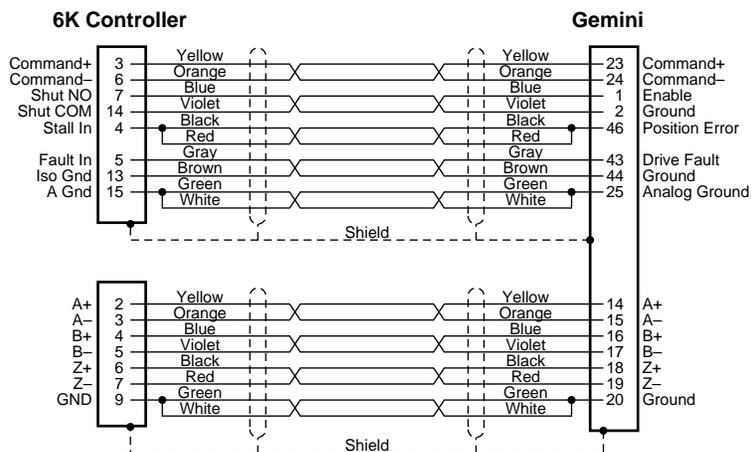 6K Controller Gemini
Yellow Yellow
Command+ 3 23 Command+
Orange Orange
Command– 6 24 Command–
Blue Blue
Shut NO 7 1 Enable
Violet Violet
Shut COM 14 2 Ground
Black Black
Stall In 4 46 Position Error
Red Red
Gray Gray
Fault In 5 43 Drive Fault
Brown Brown
Iso Gnd 13 44 Ground
Green Green
A Gnd 15 25 Analog Ground
White White
Shield
Yellow Yellow
A+ 2 14 A+
Orange Orange
A– 3 15 A–
Blue Blue
B+ 4 16 B+
Violet Violet
B– 5 17 B–
Black Black
Z+ 6 18 Z+
Red Red
Z– 7 19 Z–
Green Green
GND 9 20 Ground
White White
Shield